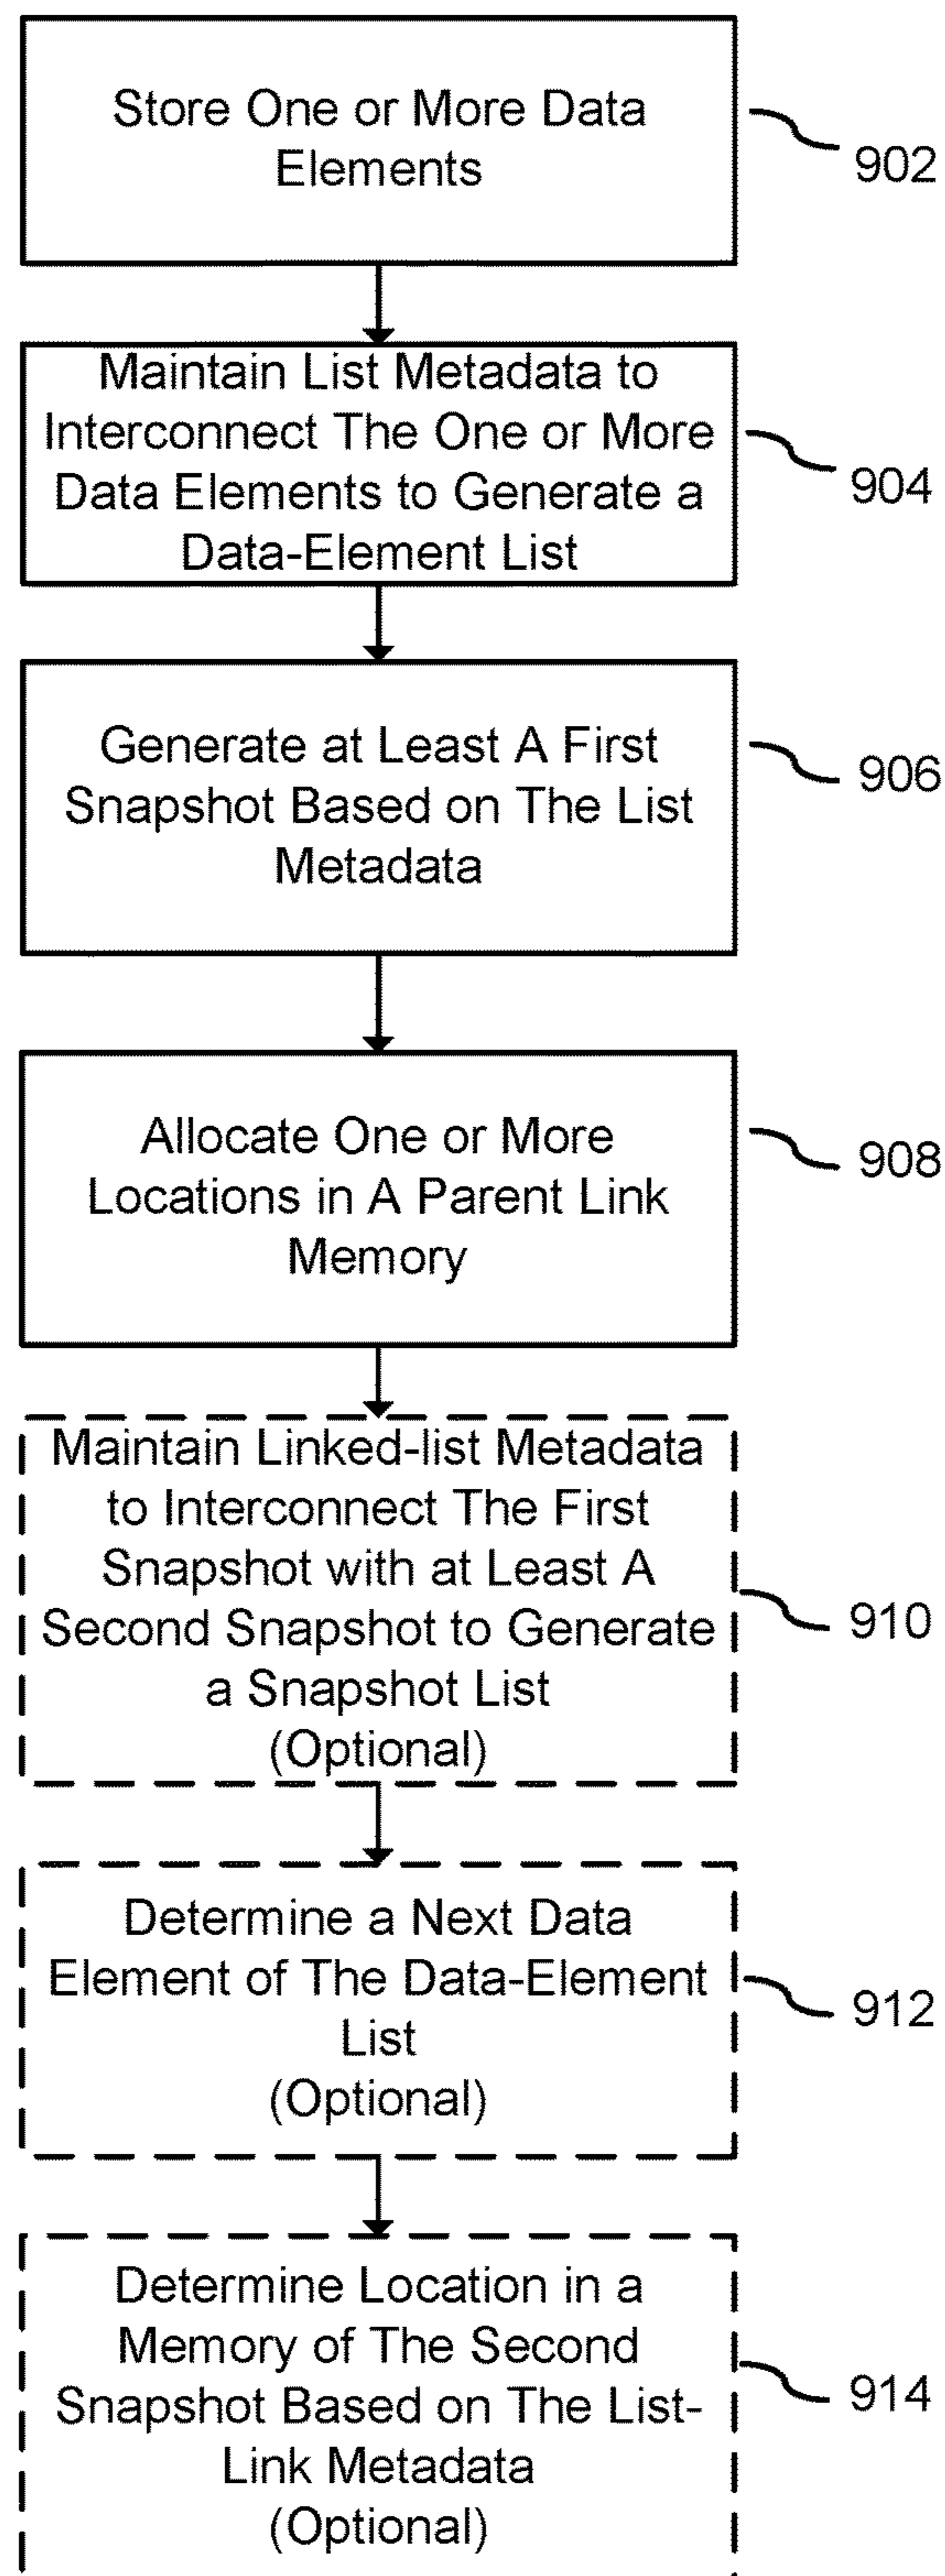 Store One or More Data
Elements
902
Maintain List Metadata to
Interconnect The One or More
Data Elements to Generate a
Data-Element List
904
Generate at Least A First
Snapshot Based on The List
Metadata
906
Allocate One or More
Locations in A Parent Link
Memory
908
Maintain Linked-list Metadata
to Interconnect The First
Snapshot with at Least A
Second Snapshot to Generate
a Snapshot List
(Optional)
910
Determine a Next Data
Element of The Data-Element
List
(Optional)
912
Determine Location in a
Memory of The Second
Snapshot Based on The List-
Link Metadata
(Optional)
914